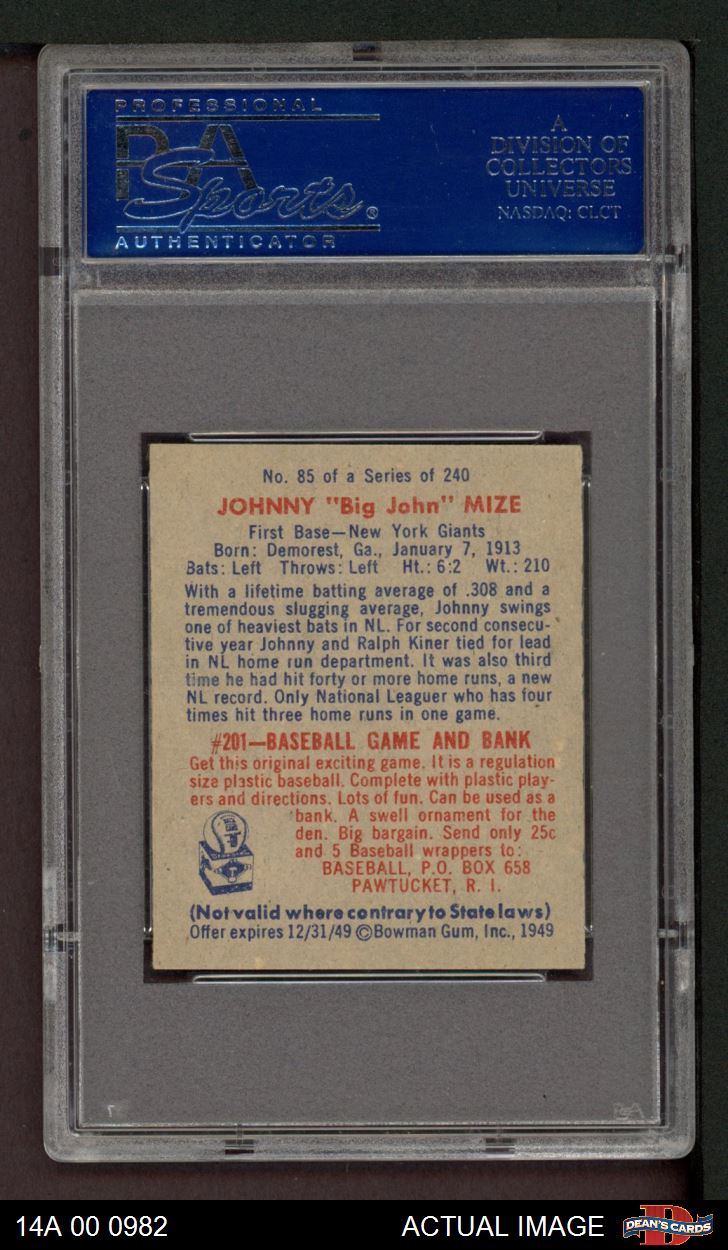 PROFESSIONAL
PSA
Sports®
AUTHENTICATOR
A
DIVISION OF
COLLECTORS
UNIVERSE
NASDAQ: CLCT
No. 85 of a Series of 240
JOHNNY "Big John" MIZE
First Base—New York Giants
Born: Demorest, Ga., January 7, 1913
Bats: Left Throws: Left Ht.: 6:2 Wt.: 210
With a lifetime batting average of .308 and a
tremendous slugging average, Johnny swings
one of heaviest bats in NL. For second consecu-
tive year Johnny and Ralph Kiner tied for lead
in NL home run department. It was also third
time he had hit forty or more home runs, a new
NL record. Only National Leaguer who has four
times hit three home runs in one game.
#201—BASEBALL GAME AND BANK
Get this original exciting game. It is a regulation
size plastic baseball. Complete with plastic play-
ers and directions. Lots of fun. Can be used as a
bank. A swell ornament for the
den. Big bargain. Send only 25c
and 5 Baseball wrappers to:
BASEBALL, P.O. BOX 658
PAWTUCKET, R. I.
(Not valid where contrary to State laws)
Offer expires 12/31/49 ©Bowman Gum, Inc., 1949
PSA
14A 00 0982
ACTUAL IMAGE
DEAN'S CARDS